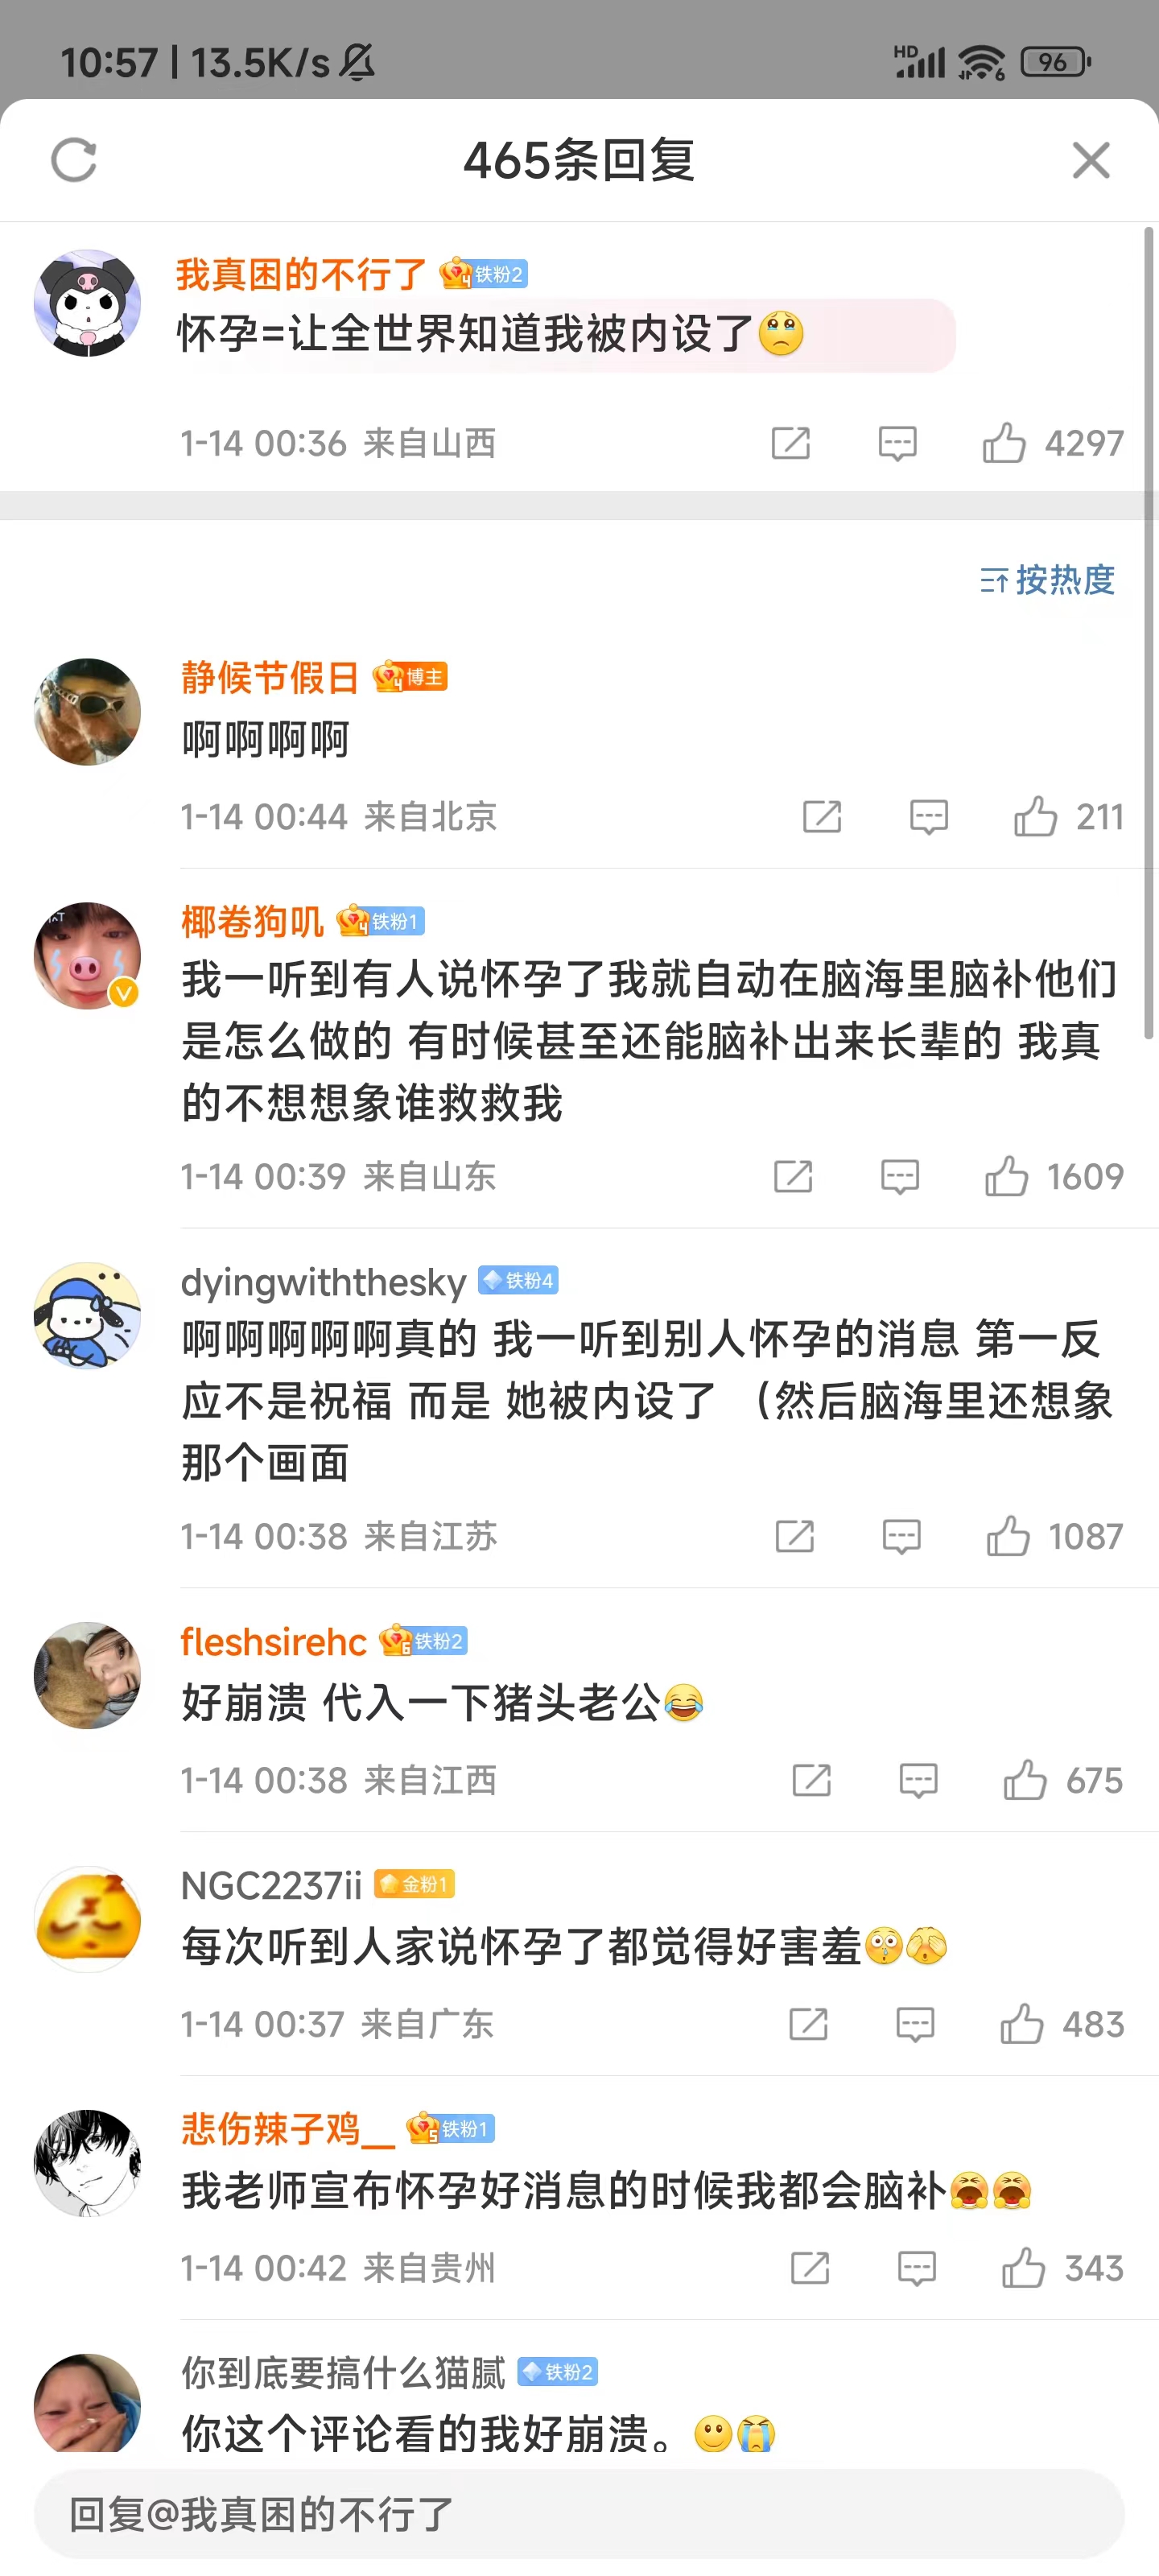 10:57 | 13.5K/s HD 6 96
465条回复
我真困的不行了 4 铁粉2
怀孕=让全世界知道我被内设了
1-14 00:36 来自山西 4297
按热度
静候节假日 4 博主
啊啊啊啊
1-14 00:44 来自北京 211
椰卷狗叽 4 铁粉1
我一听到有人说怀孕了我就自动在脑海里脑补他们
是怎么做的 有时候甚至还能脑补出来长辈的 我真
的不想想象谁救救我
1-14 00:39 来自山东 1609
dyingwiththesky 铁粉4
啊啊啊啊啊真的 我一听到别人怀孕的消息 第一反
应不是祝福 而是 她被内设了 （然后脑海里还想象
那个画面
1-14 00:38 来自江苏 1087
fleshsirehc 6 铁粉2
好崩溃 代入一下猪头老公
1-14 00:38 来自江西 675
NGC2237ii 金粉1
每次听到人家说怀孕了都觉得好害羞
1-14 00:37 来自广东 483
悲伤辣子鸡__ 5 铁粉1
我老师宣布怀孕好消息的时候我都会脑补
1-14 00:42 来自贵州 343
你到底要搞什么猫腻 铁粉2
你这个评论看的我好崩溃。
回复@我真困的不行了